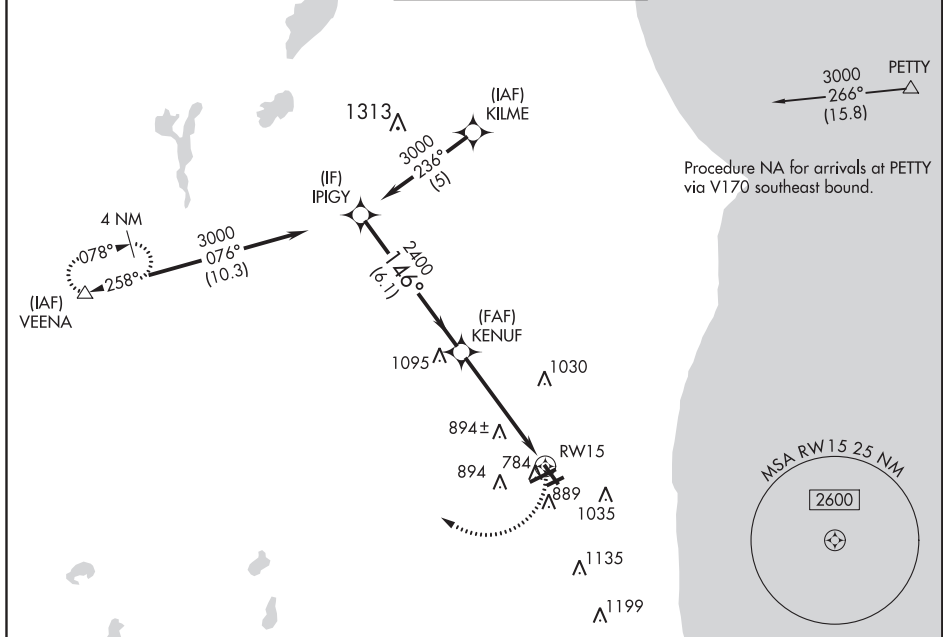 PETTY
3000
266°
(15.8)
Procedure NA for arrivals at PETTY
via V170 southeast bound.
1313
(IAF)
KILME
3000
236°
(5)
(IF)
IPIGY
4 NM
078°
258°
3000
076°
(10.3)
(IAF)
VEENA
2400
146°
(6.1)
(FAF)
KENUF
1095
1030
894±
784
RW15
894
889
1035
1135
1199
MSA RW15 25 NM
2600